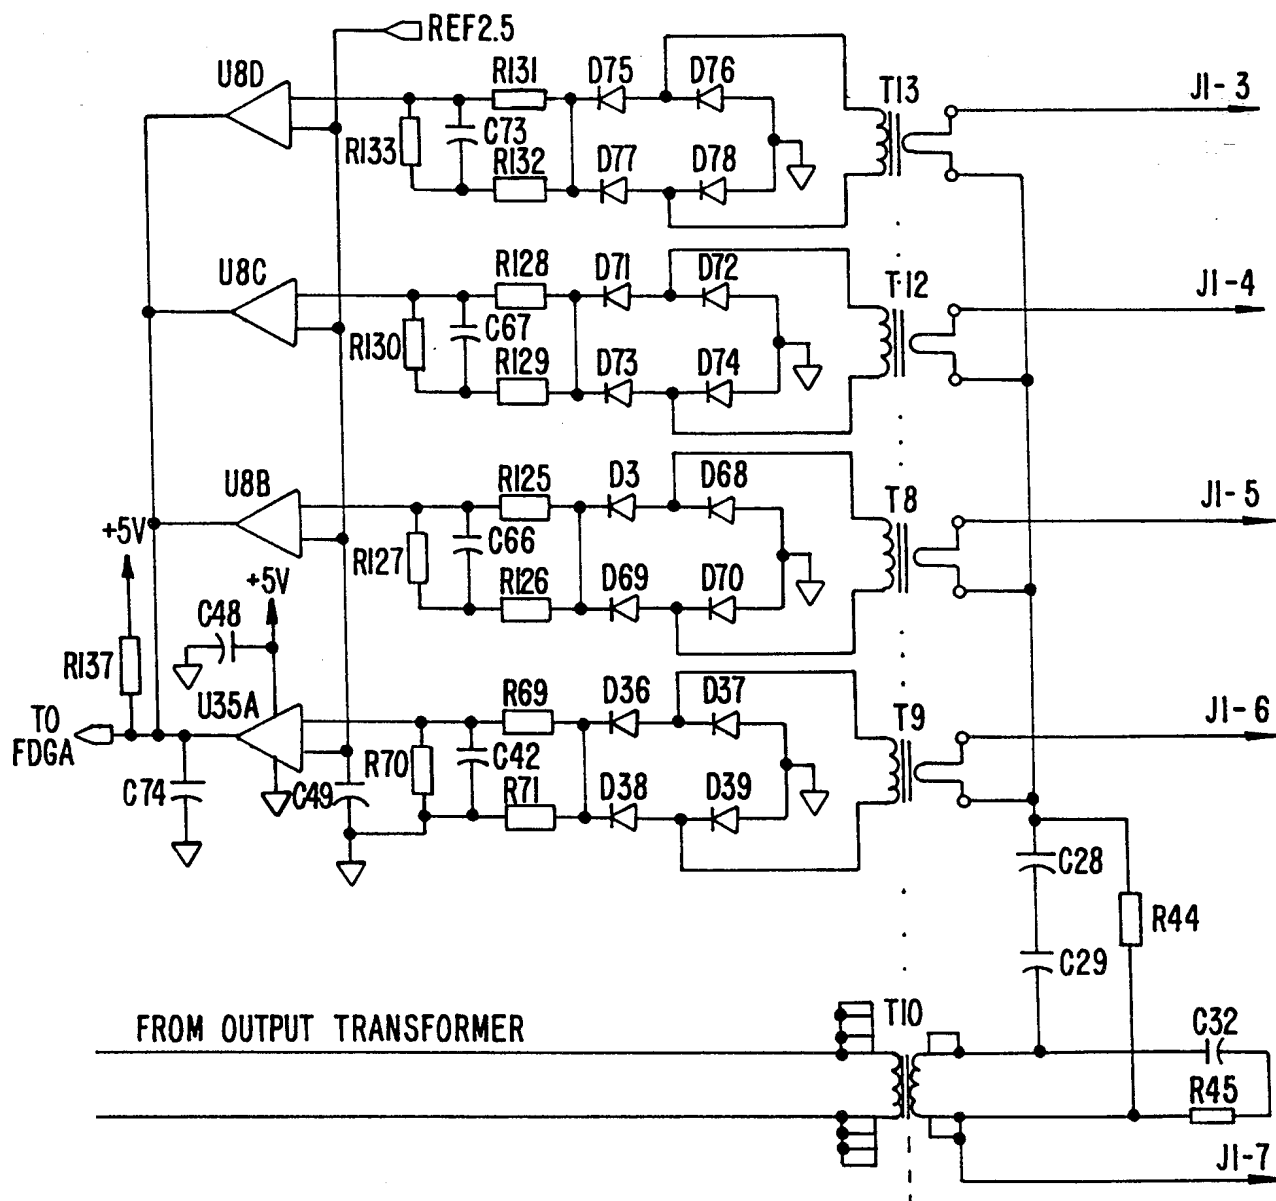 REF2.5
U8D
R131
D75
D76
T13
J1-3
R133
C73
R132
D77
D78
U8C
R128
D71
D72
T12
J1-4
R130
C67
R129
D73
D74
U8B
R125
D3
D68
T8
J1-5
+5V
R127
C66
R126
D69
D70
+5V
C48
R137
U35A
R69
D36
D37
T9
J1-6
TO
FDGA
C74
C49
R70
C42
R71
D38
D39
C28
R44
C29
FROM OUTPUT TRANSFORMER
T10
C32
R45
J1-7